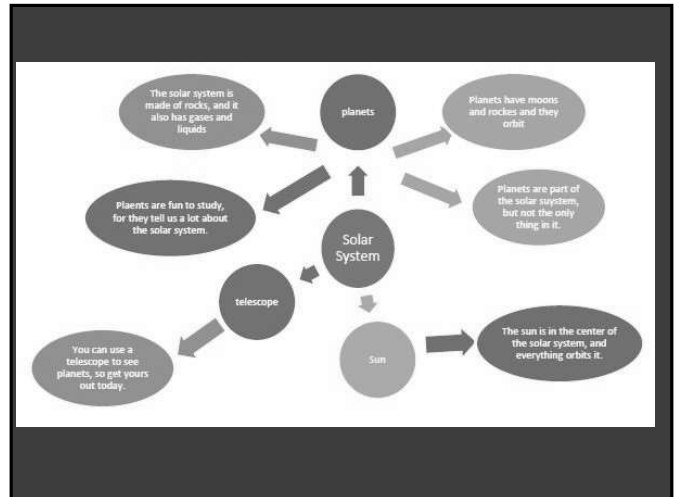 The solar system is
made of rocks, and it
also has gases and
liquids
planets
Planets have moons
and rockes and they
orbit
Plaents are fun to study,
for they tell us a lot about
the solar system.
Planets are part of
the solar suystem,
but not the only
thing in it.
Solar
System
telescope
You can use a
telescope to see
planets, so get yours
out today.
Sun
The sun is in the center of
the solar system, and
everything orbits it.